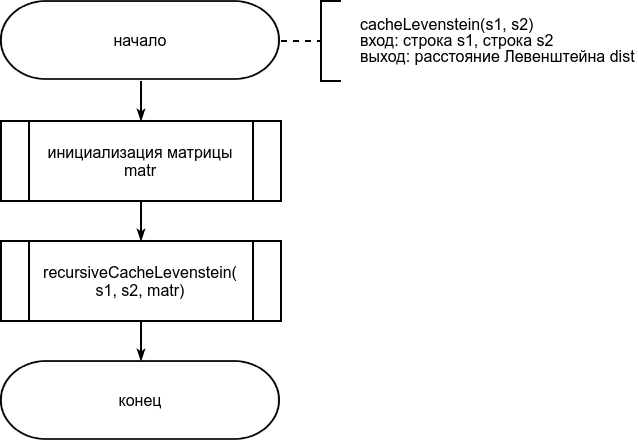 начало
cacheLevenstein(s1, s2)
вход: строка s1, строка s2
выход: расстояние Левенштейна dist
инициализация матрицы
matr
recursiveCacheLevenstein(
s1, s2, matr)
конец